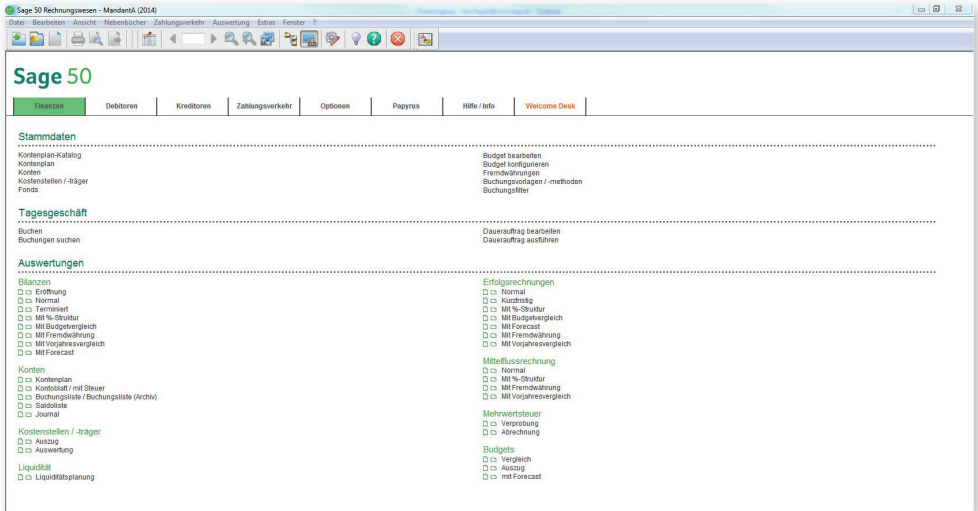 Sage 50 Rechnungswesen - MandantA (2014)
Datei Bearbeiten Ansicht Nebenbücher Zahlungsverkehr Auswertung Extras Fenster ?
Sage 50
Finanzen Debitoren Kreditoren Zahlungsverkehr Optionen Papyrus Hilfe / Info Welcome Desk
Stammdaten
Kontenplan-Katalog
Kontenplan
Konten
Kostenstellen / -träger
Fonds
Budget bearbeiten
Budget konfigurieren
Fremdwährungen
Buchungsvorlagen / -methoden
Buchungsfilter
Tagesgeschäft
Buchen
Buchungen suchen
Dauerauftrag bearbeiten
Dauerauftrag ausführen
Auswertungen
Bilanzen
Eröffnung
Normal
Terminiert
Mit %-Struktur
Mit Budgetvergleich
Mit Fremdwährung
Mit Vorjahresvergleich
Mit Forecast
Konten
Kontenplan
Kontoblatt / mit Steuer
Buchungsliste / Buchungsliste (Archiv)
Saldoliste
Journal
Kostenstellen / -träger
Auszug
Auswertung
Liquidität
Liquiditätsplanung
Erfolgsrechnungen
Normal
Kurzfristig
Mit %-Struktur
Mit Budgetvergleich
Mit Forecast
Mit Fremdwährung
Mit Vorjahresvergleich
Mittelflussrechnung
Normal
Mit %-Struktur
Mit Fremdwährung
Mit Vorjahresvergleich
Mehrwertsteuer
Verprobung
Abrechnung
Budgets
Vergleich
Auszug
mit Forecast